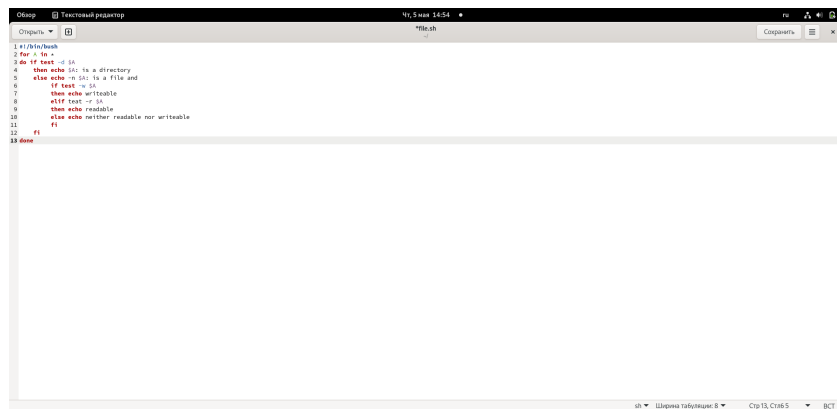 Обзор Текстовый редактор Чт, 5 мая 14:54 ru
Открыть *file.sh Сохранить
~/
1 #!/bin/bush
2 for A in *
3 do if test -d $A
4 then echo $A: is a directory
5 else echo -n $A: is a file and
6 if test -w $A
7 then echo writeable
8 elif teat -r $A
9 then echo readable
10 else echo neither readable nor writeable
11 fi
12 fi
13 done
sh Ширина табуляции: 8 Стр 13, Стлб 5 ВСТ